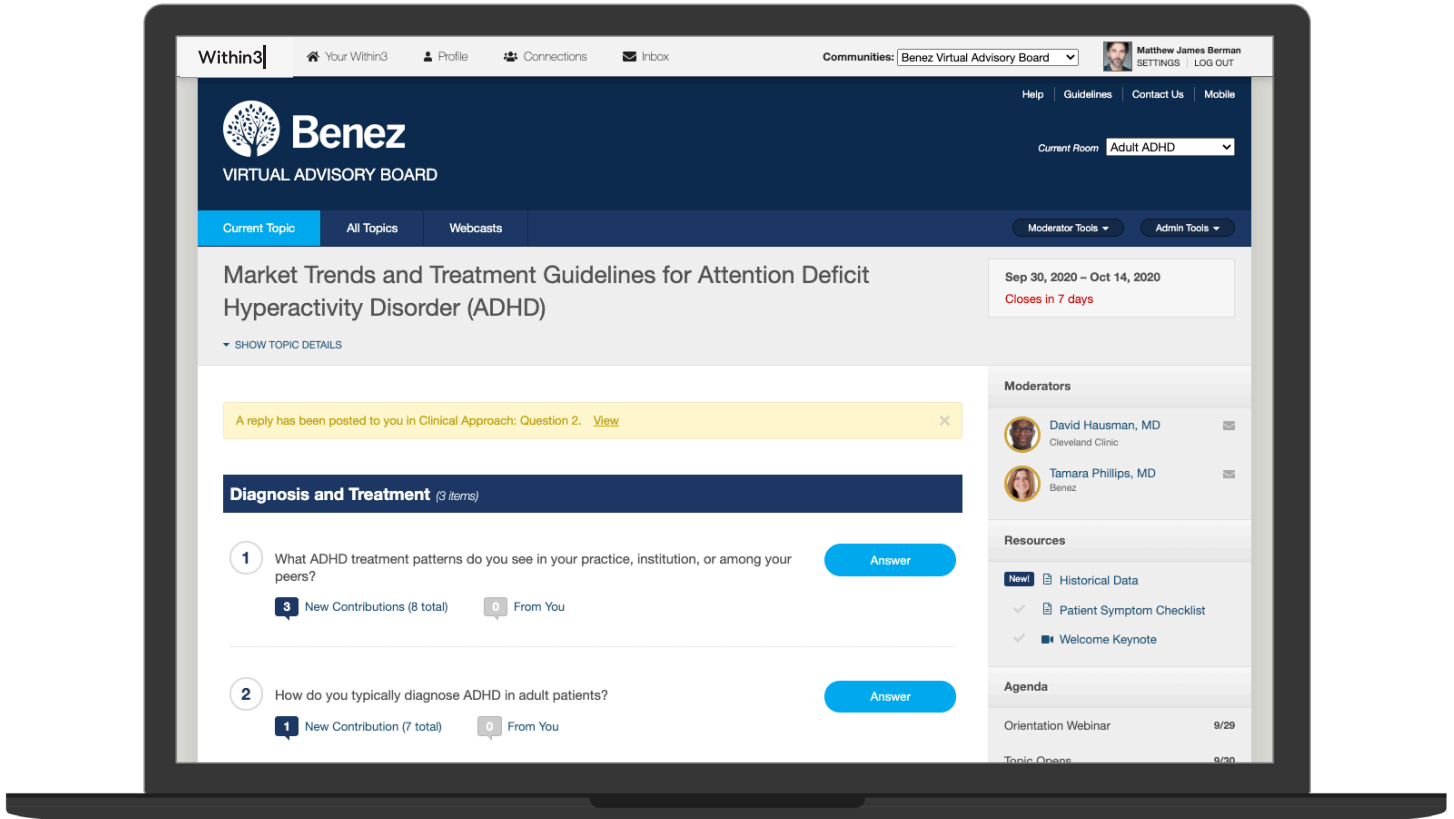 Within3
Your Within3
Profile
Connections
Inbox
Communities: Benez Virtual Advisory Board
Matthew James Berman
SETTINGS LOG OUT
Help Guidelines Contact Us Mobile
Benez
VIRTUAL ADVISORY BOARD
Current Room Adult ADHD
Current Topic All Topics Webcasts
Moderator Tools Admin Tools
Market Trends and Treatment Guidelines for Attention Deficit
Hyperactivity Disorder (ADHD)
SHOW TOPIC DETAILS
Sep 30, 2020 – Oct 14, 2020
Closes in 7 days
A reply has been posted to you in Clinical Approach: Question 2. View
Diagnosis and Treatment (3 items)
1
What ADHD treatment patterns do you see in your practice, institution, or among your
peers?
Answer
3 New Contributions (8 total) 0 From You
2
How do you typically diagnose ADHD in adult patients?
Answer
1 New Contribution (7 total) 0 From You
Moderators
David Hausman, MD
Cleveland Clinic
Tamara Phillips, MD
Benez
Resources
New! Historical Data
Patient Symptom Checklist
Welcome Keynote
Agenda
Orientation Webinar 9/29
Topic Opens 9/30